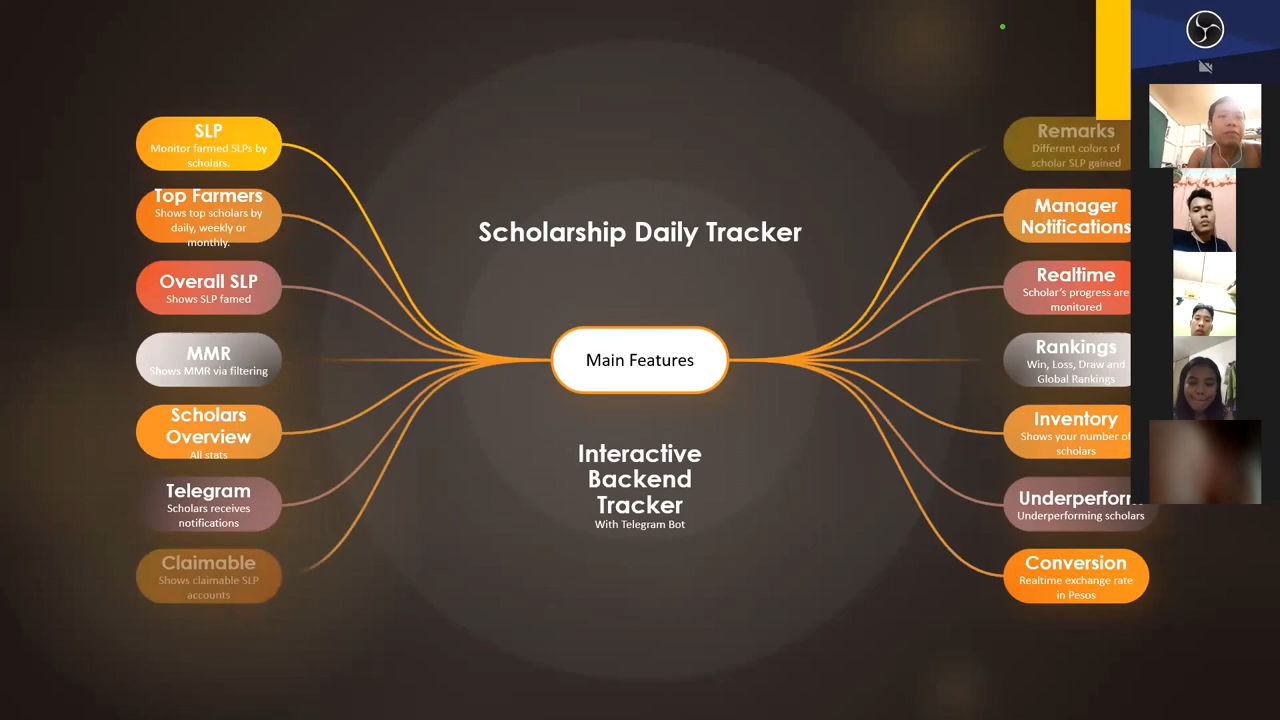 SLP
Monitor farmed SLPs by
scholars.
Top Farmers
Shows top scholars by
daily, weekly or
monthly.
Overall SLP
Shows SLP famed
MMR
Shows MMR via filtering
Scholars
Overview
All stats
Telegram
Scholars receives
notifications
Claimable
Shows claimable SLP
accounts
Scholarship Daily Tracker
Main Features
Interactive
Backend
Tracker
With Telegram Bot
Remarks
Different colors of
scholar SLP gained
Manager
Notifications
Realtime
Scholar's progress are
monitored
Rankings
Win, Loss, Draw and
Global Rankings
Inventory
Shows your number of
scholars
Underperform
Underperforming scholars
Conversion
Realtime exchange rate
in Pesos